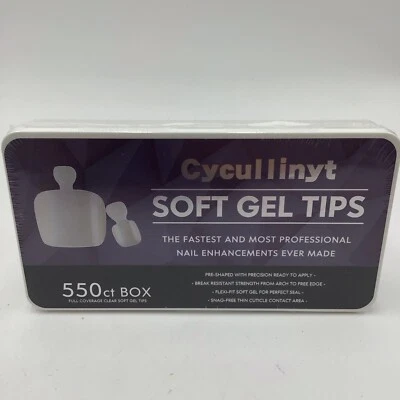 Cycullinyt
SOFT GEL TIPS
THE FASTEST AND MOST PROFESSIONAL
NAIL ENHANCEMENTS EVER MADE
PRE-SHAPED WITH PRECISION READY TO APPLY •
• BREAK RESISTANT STRENGTH FROM ARCH TO FREE EDGE •
• FLEXI-FIT SOFT GEL FOR PERFECT SEAL •
• SNAG-FREE THIN CUTICLE CONTACT AREA •
550ct BOX
FULL COVERAGE CLEAR SOFT GEL TIPS